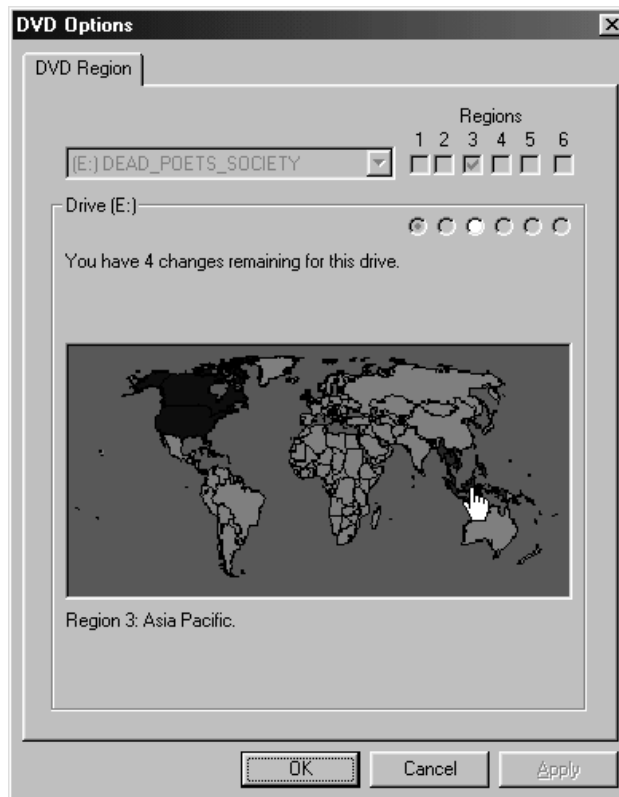 DVD Options
DVD Region
Regions
1 2 3 4 5 6
(E:) DEAD_POETS_SOCIETY
Drive (E:)
You have 4 changes remaining for this drive.
Region 3: Asia Pacific.
OK Cancel Apply